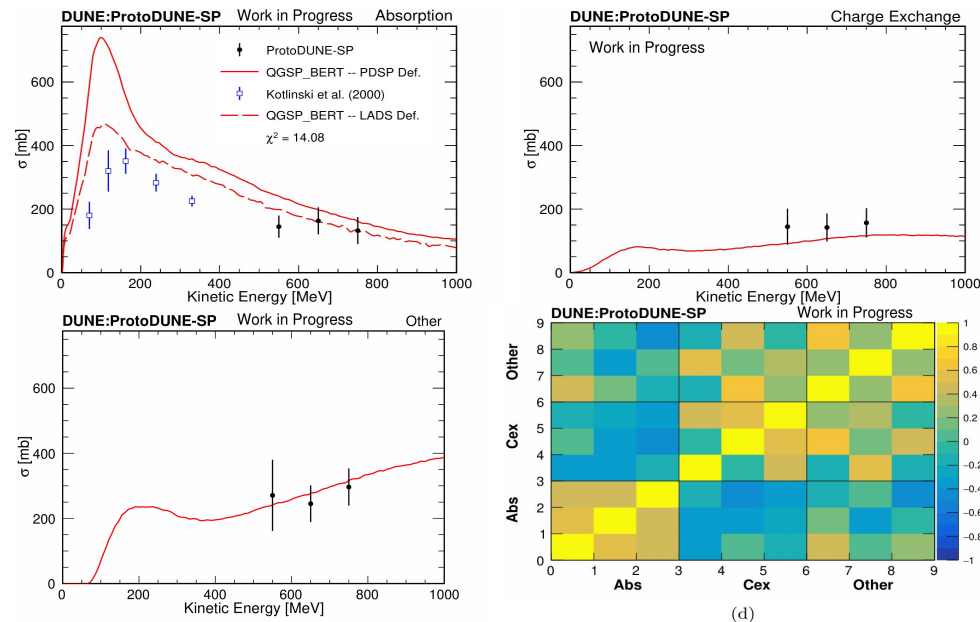 DUNE:ProtoDUNE-SP Work in Progress Absorption
ProtoDUNE-SP
QGSP_BERT -- PDSP Def.
Kotlinski et al. (2000)
QGSP_BERT -- LADS Def.
χ² = 14.08
σ [mb]
600
400
200
0
0 200 400 600 800 1000
Kinetic Energy [MeV]
DUNE:ProtoDUNE-SP Charge Exchange
Work in Progress
σ [mb]
600
400
200
0
0 200 400 600 800 1000
Kinetic Energy [MeV]
DUNE:ProtoDUNE-SP Work in Progress Other
σ [mb]
600
400
200
0
0 200 400 600 800 1000
Kinetic Energy [MeV]
DUNE:ProtoDUNE-SP Work in Progress
Other
Cex
Abs
9
8
7
6
5
4
3
2
1
0
0 1 2 3 4 5 6 7 8 9
Abs Cex Other
1
0.8
0.6
0.4
0.2
0
−0.2
−0.4
−0.6
−0.8
−1
(d)